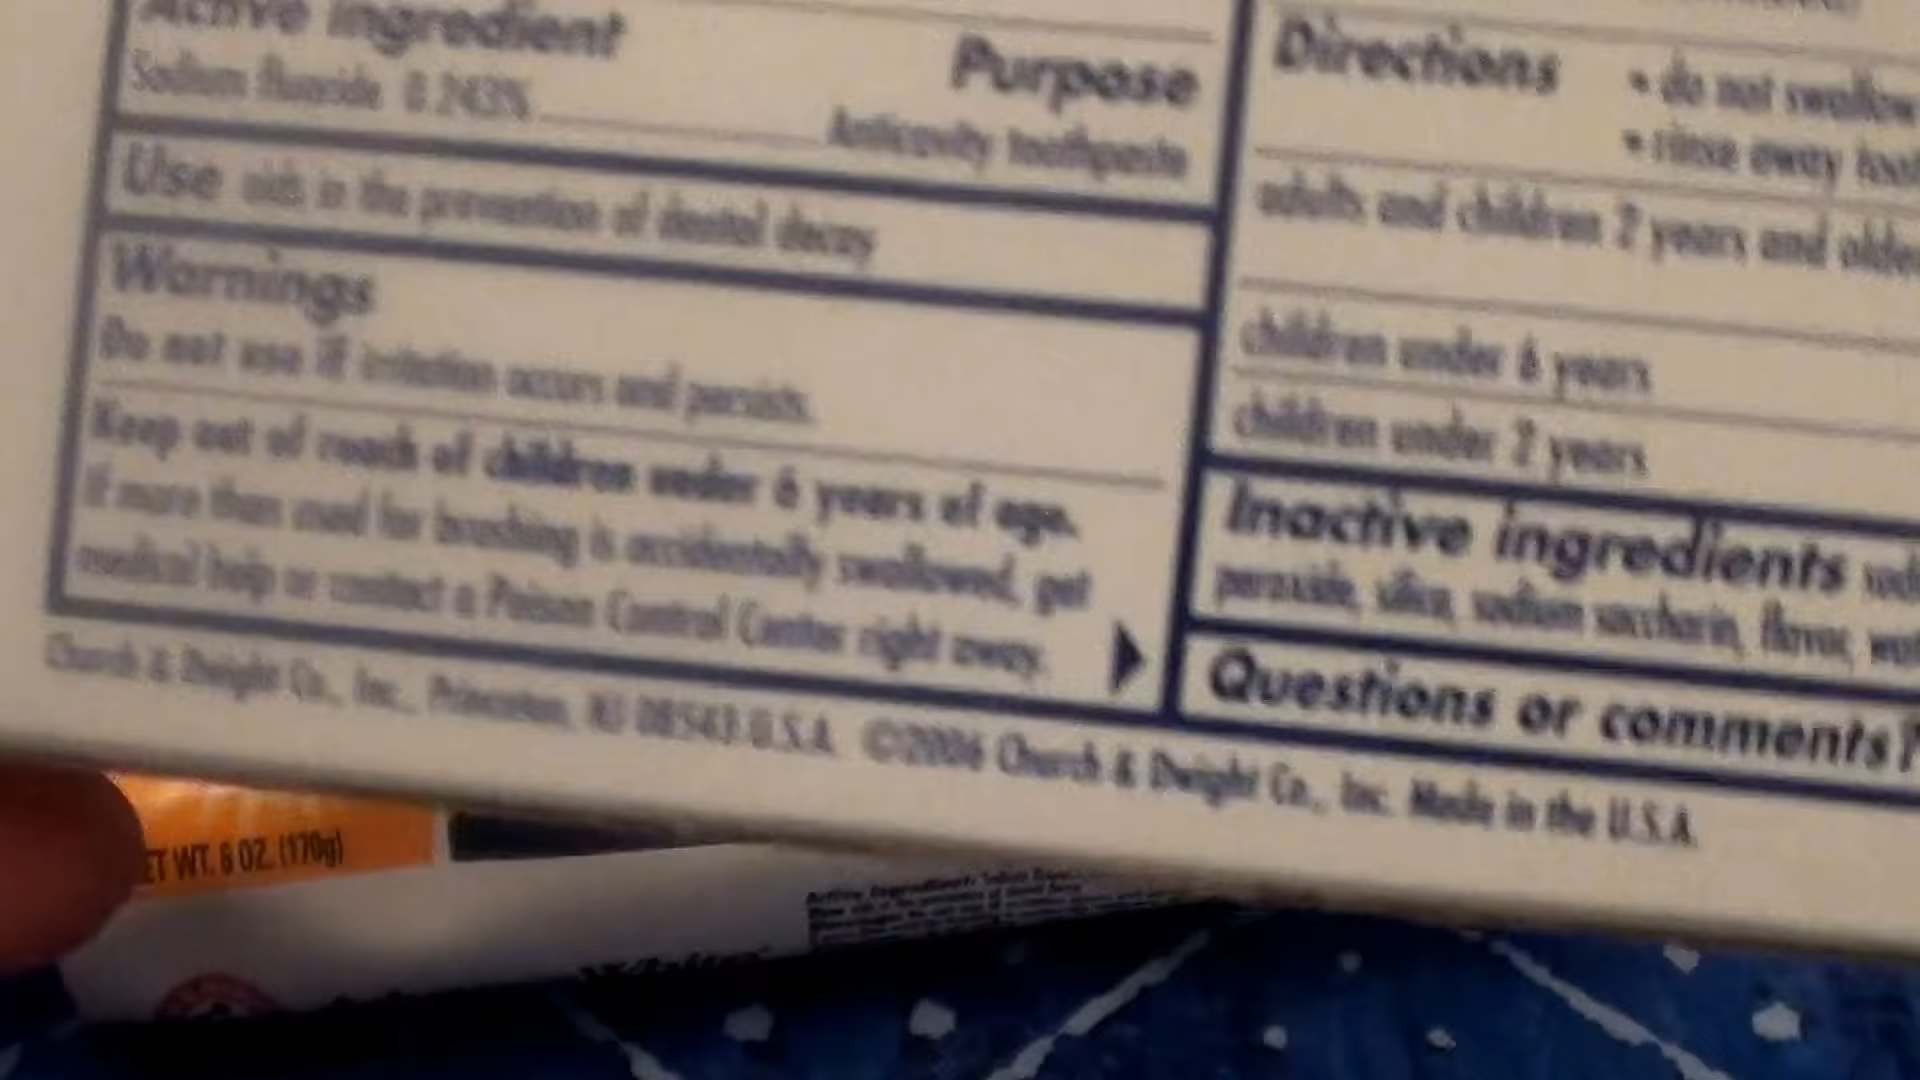 Active ingredient
Purpose
Sodium fluoride 0.243%
Anticavity toothpaste
Use aids in the prevention of dental decay
Warnings
Do not use if irritation occurs and persists.
Keep out of reach of children under 6 years of age.
If more than used for brushing is accidentally swallowed, get
medical help or contact a Poison Control Center right away.
Directions
• do not swallow
• rinse away
adults and children 2 years and older
children under 6 years
children under 2 years
Inactive ingredients
peroxide, silica, sodium saccharin, flavor,
Questions or comments?
Church & Dwight Co., Inc., Princeton, NJ 08543 U.S.A. ©2006 Church & Dwight Co., Inc. Made in the U.S.A.
ET WT. 6 OZ. (170g)
Active Ingredient: